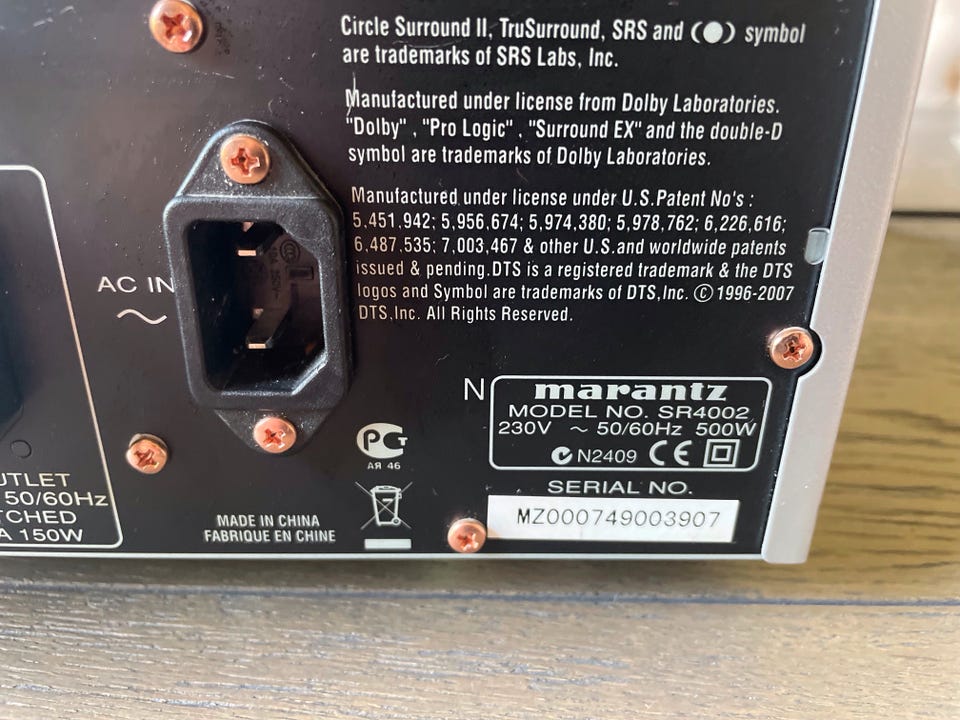 Circle Surround II, TruSurround, SRS and (●) symbol
are trademarks of SRS Labs, Inc.
Manufactured under license from Dolby Laboratories.
"Dolby" , "Pro Logic" , "Surround EX" and the double-D
symbol are trademarks of Dolby Laboratories.
Manufactured under license under U.S.Patent No's :
5,451,942; 5,956,674; 5,974,380; 5,978,762; 6,226,616;
6,487,535; 7,003,467 & other U.S.and worldwide patents
issued & pending.DTS is a registered trademark & the DTS
logos and Symbol are trademarks of DTS,Inc. © 1996-2007
DTS,Inc. All Rights Reserved.
AC IN
~
N
marantz
MODEL NO. SR4002
230V ~ 50/60Hz 500W
N2409 CE
SERIAL NO.
MZ000749003907
PG
АЯ 46
MADE IN CHINA
FABRIQUE EN CHINE
UTLET
50/60Hz
TCHED
A 150W